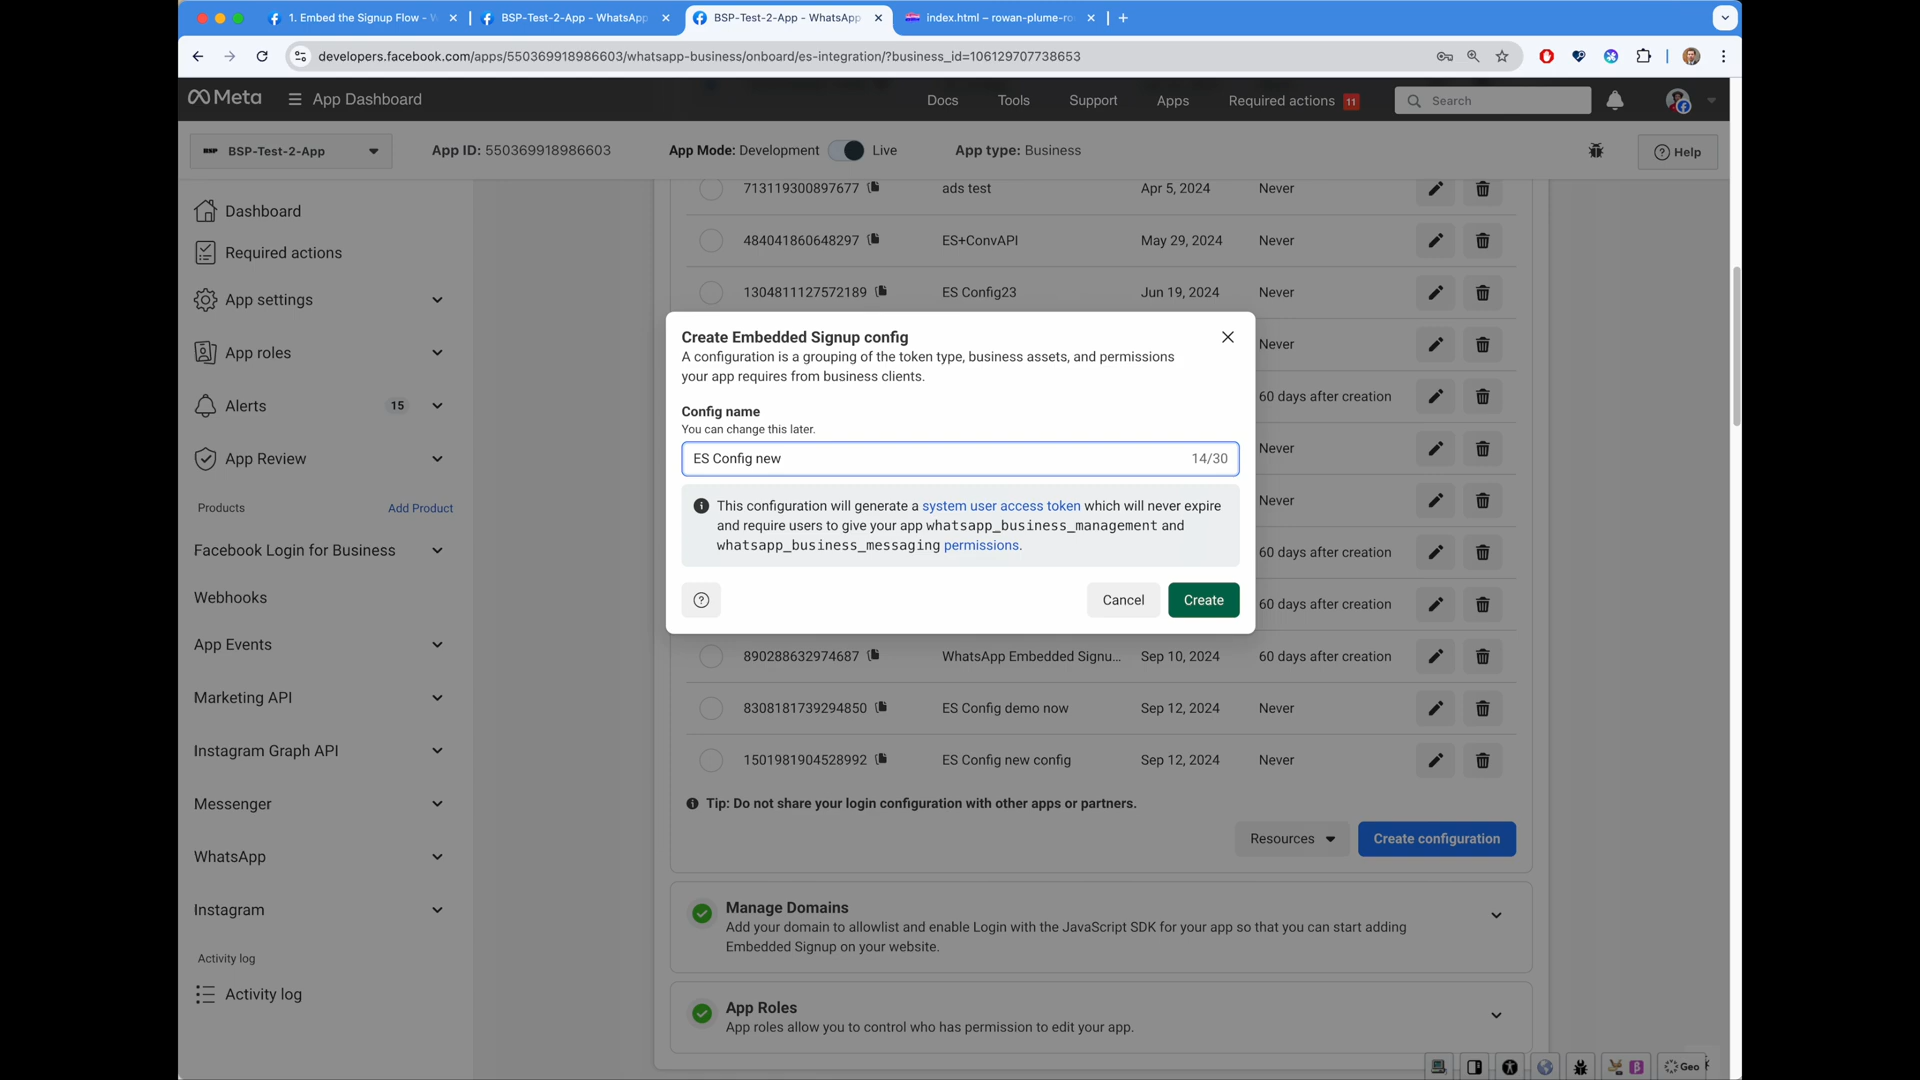 1. Embed the Signup Flow - W
BSP-Test-2-App - WhatsApp
BSP-Test-2-App - WhatsApp
index.html – rowan-plume-ro
developers.facebook.com/apps/550369918986603/whatsapp-business/onboard/es-integration/?business_id=106129707738653
Meta
App Dashboard
Docs
Tools
Support
Apps
Required actions
11
Search
BSP BSP-Test-2-App
App ID: 550369918986603
App Mode: Development
Live
App type: Business
Help
Dashboard
Required actions
App settings
App roles
Alerts
15
App Review
Products
Add Product
Facebook Login for Business
Webhooks
App Events
Marketing API
Instagram Graph API
Messenger
WhatsApp
Instagram
Activity log
Activity log
713119300897677 ads test Apr 5, 2024 Never
484041860648297 ES+ConvAPI May 29, 2024 Never
1304811127572189 ES Config23 Jun 19, 2024 Never
Never
60 days after creation
Never
Never
60 days after creation
60 days after creation
Create Embedded Signup config
A configuration is a grouping of the token type, business assets, and permissions
your app requires from business clients.
Config name
You can change this later.
ES Config new
14/30
This configuration will generate a system user access token which will never expire
and require users to give your app whatsapp_business_management and
whatsapp_business_messaging permissions.
Cancel
Create
890288632974687 WhatsApp Embedded Signu... Sep 10, 2024 60 days after creation
8308181739294850 ES Config demo now Sep 12, 2024 Never
1501981904528992 ES Config new config Sep 12, 2024 Never
Tip: Do not share your login configuration with other apps or partners.
Resources
Create configuration
Manage Domains
Add your domain to allowlist and enable Login with the JavaScript SDK for your app so that you can start adding
Embedded Signup on your website.
App Roles
App roles allow you to control who has permission to edit your app.
Geo